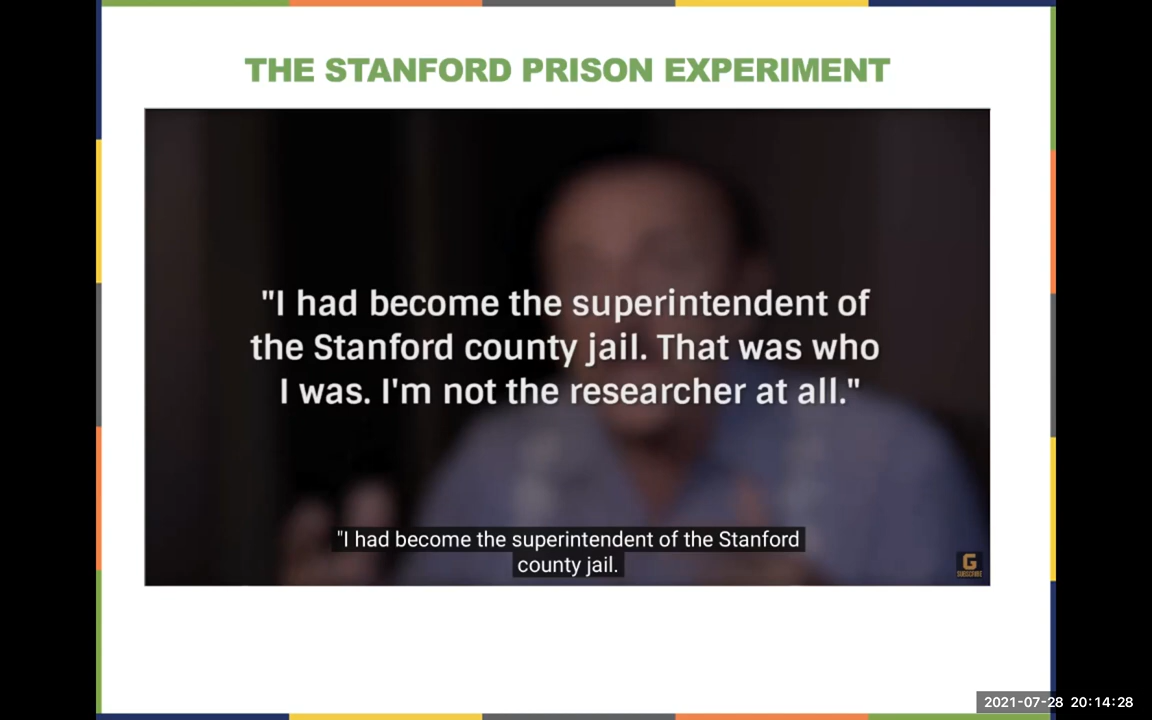 THE STANFORD PRISON EXPERIMENT
"I had become the superintendent of
the Stanford county jail. That was who
I was. I'm not the researcher at all."
"I had become the superintendent of the Stanford
county jail.
G
SUBSCRIBE
2021-07-28 20:14:28